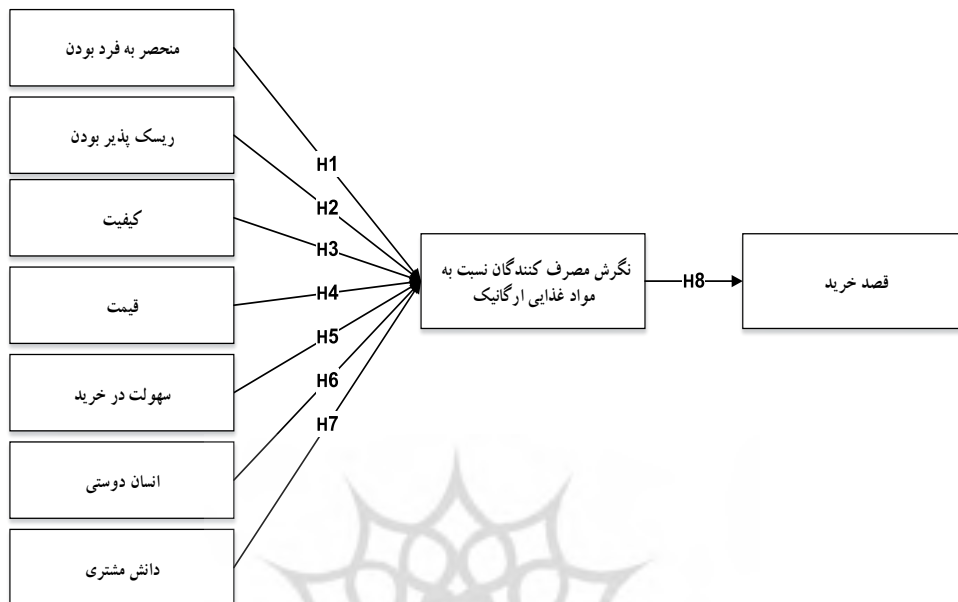 منحصر به فرد بودن
ریسک پذیر بودن
کیفیت
قیمت
سهولت در خرید
انسان دوستی
دانش مشتری
H1
H2
H3
H4
H5
H6
H7
نگرش مصرف کنندگان نسبت به
مواد غذایی ارگانیک
H8
قصد خرید